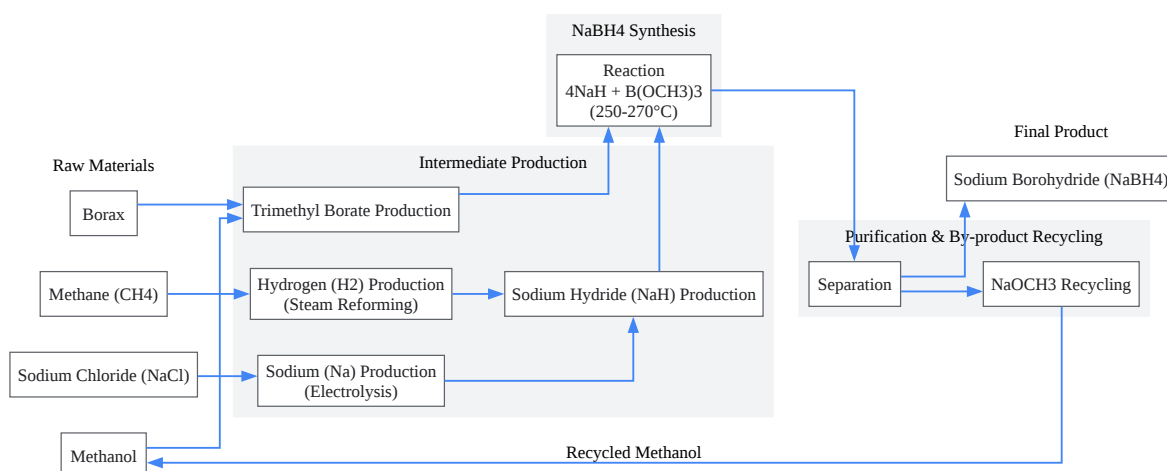 NaBH4 Synthesis
Reaction
4NaH + B(OCH3)3
(250-270°C)
Final Product
Sodium Borohydride (NaBH4)
Raw Materials
Intermediate Production
Borax
Trimethyl Borate Production
Purification & By-product Recycling
Methane (CH4)
Hydrogen (H2) Production
(Steam Reforming)
Sodium Hydride (NaH) Production
Separation
NaOCH3 Recycling
Sodium Chloride (NaCl)
Sodium (Na) Production
(Electrolysis)
Methanol
Recycled Methanol